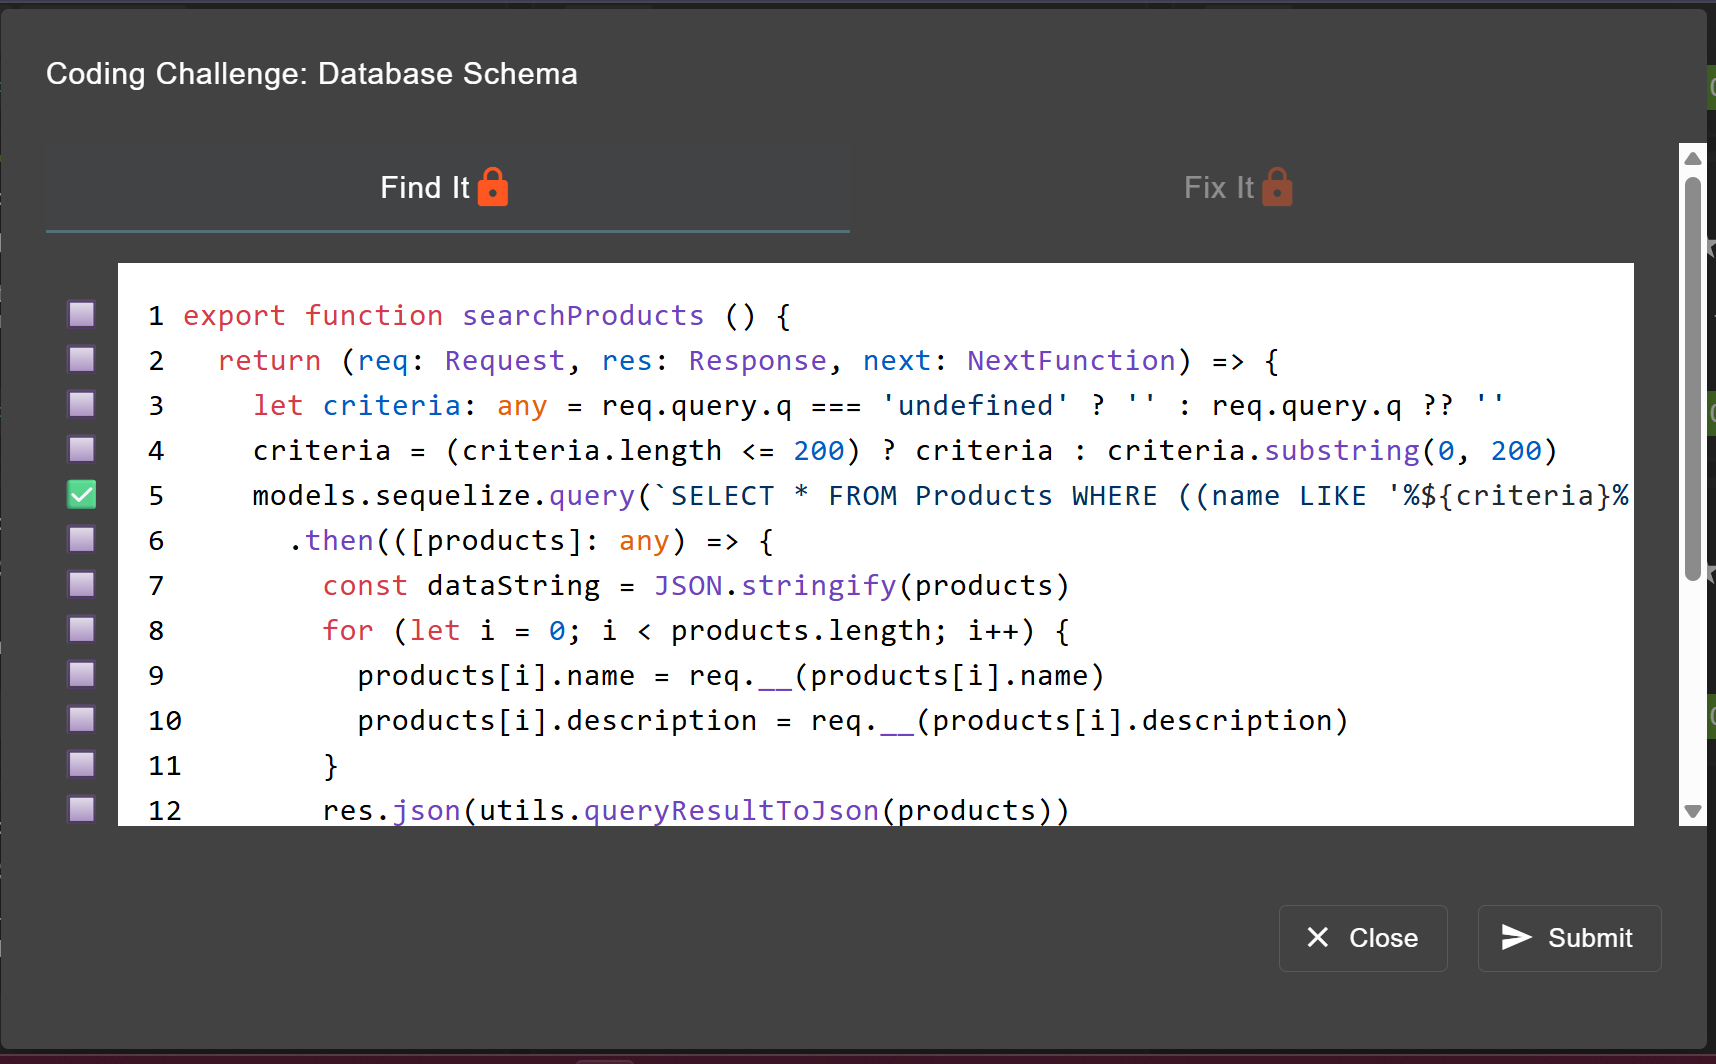 Coding Challenge: Database Schema
Find It
Fix It
1 export function searchProducts () {
2   return (req: Request, res: Response, next: NextFunction) => {
3     let criteria: any = req.query.q === 'undefined' ? '' : req.query.q ?? ''
4     criteria = (criteria.length <= 200) ? criteria : criteria.substring(0, 200)
5     models.sequelize.query(`SELECT * FROM Products WHERE ((name LIKE '%${criteria}%
6       .then(([products]: any) => {
7         const dataString = JSON.stringify(products)
8         for (let i = 0; i < products.length; i++) {
9           products[i].name = req.__(products[i].name)
10          products[i].description = req.__(products[i].description)
11        }
12        res.json(utils.queryResultToJson(products))
Close
Submit